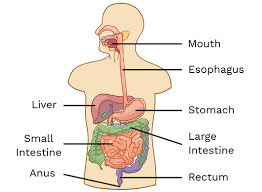 Mouth
Esophagus
Liver
Stomach
Small
Intestine
Large
Intestine
Anus
Rectum